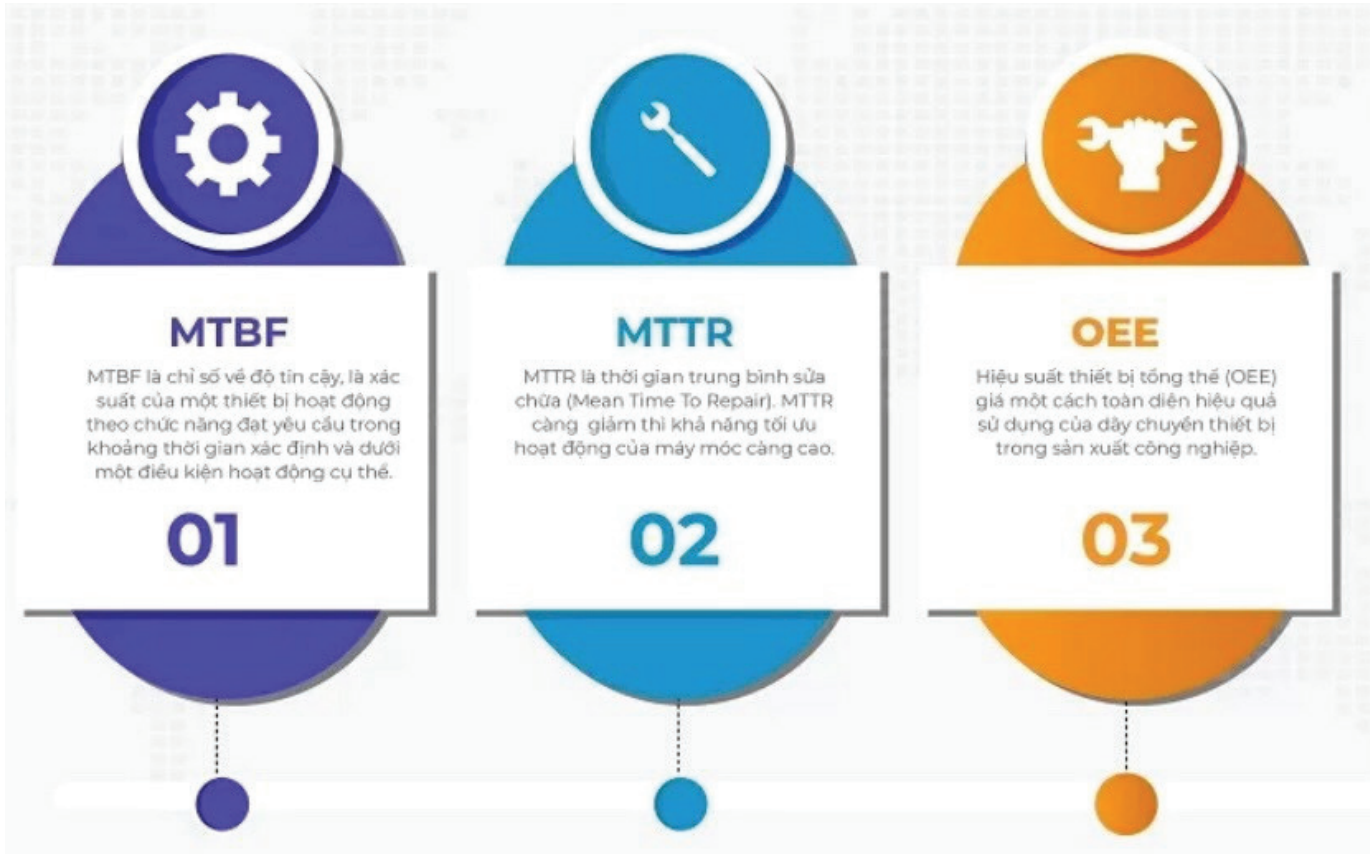 MTBF
MTBF là chỉ số về độ tin cậy, là xác
suất của một thiết bị hoạt động
theo chức năng đạt yêu cầu trong
khoảng thời gian xác định và dưới
một điều kiện hoạt động cụ thể.
01
MTTR
MTTR là thời gian trung bình sửa
chữa (Mean Time To Repair). MTTR
càng giảm thì khả năng tối ưu
hoạt động của máy móc càng cao.
02
OEE
Hiệu suất thiết bị tổng thể (OEE)
giá một cách toàn diện hiệu quả
sử dụng của dây chuyền thiết bị
trong sản xuất công nghiệp.
03